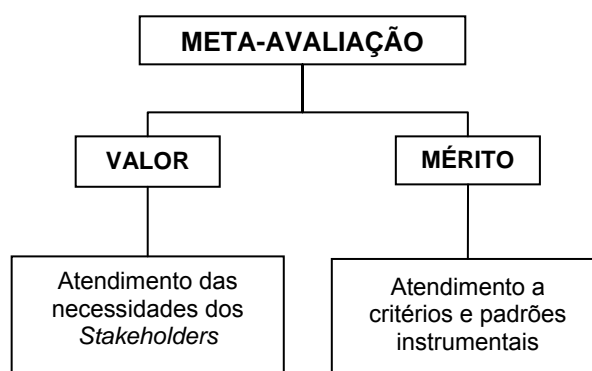 META-AVALIAÇÃO
VALOR
MÉRITO
Atendimento das
necessidades dos
Stakeholders
Atendimento a
critérios e padrões
instrumentais